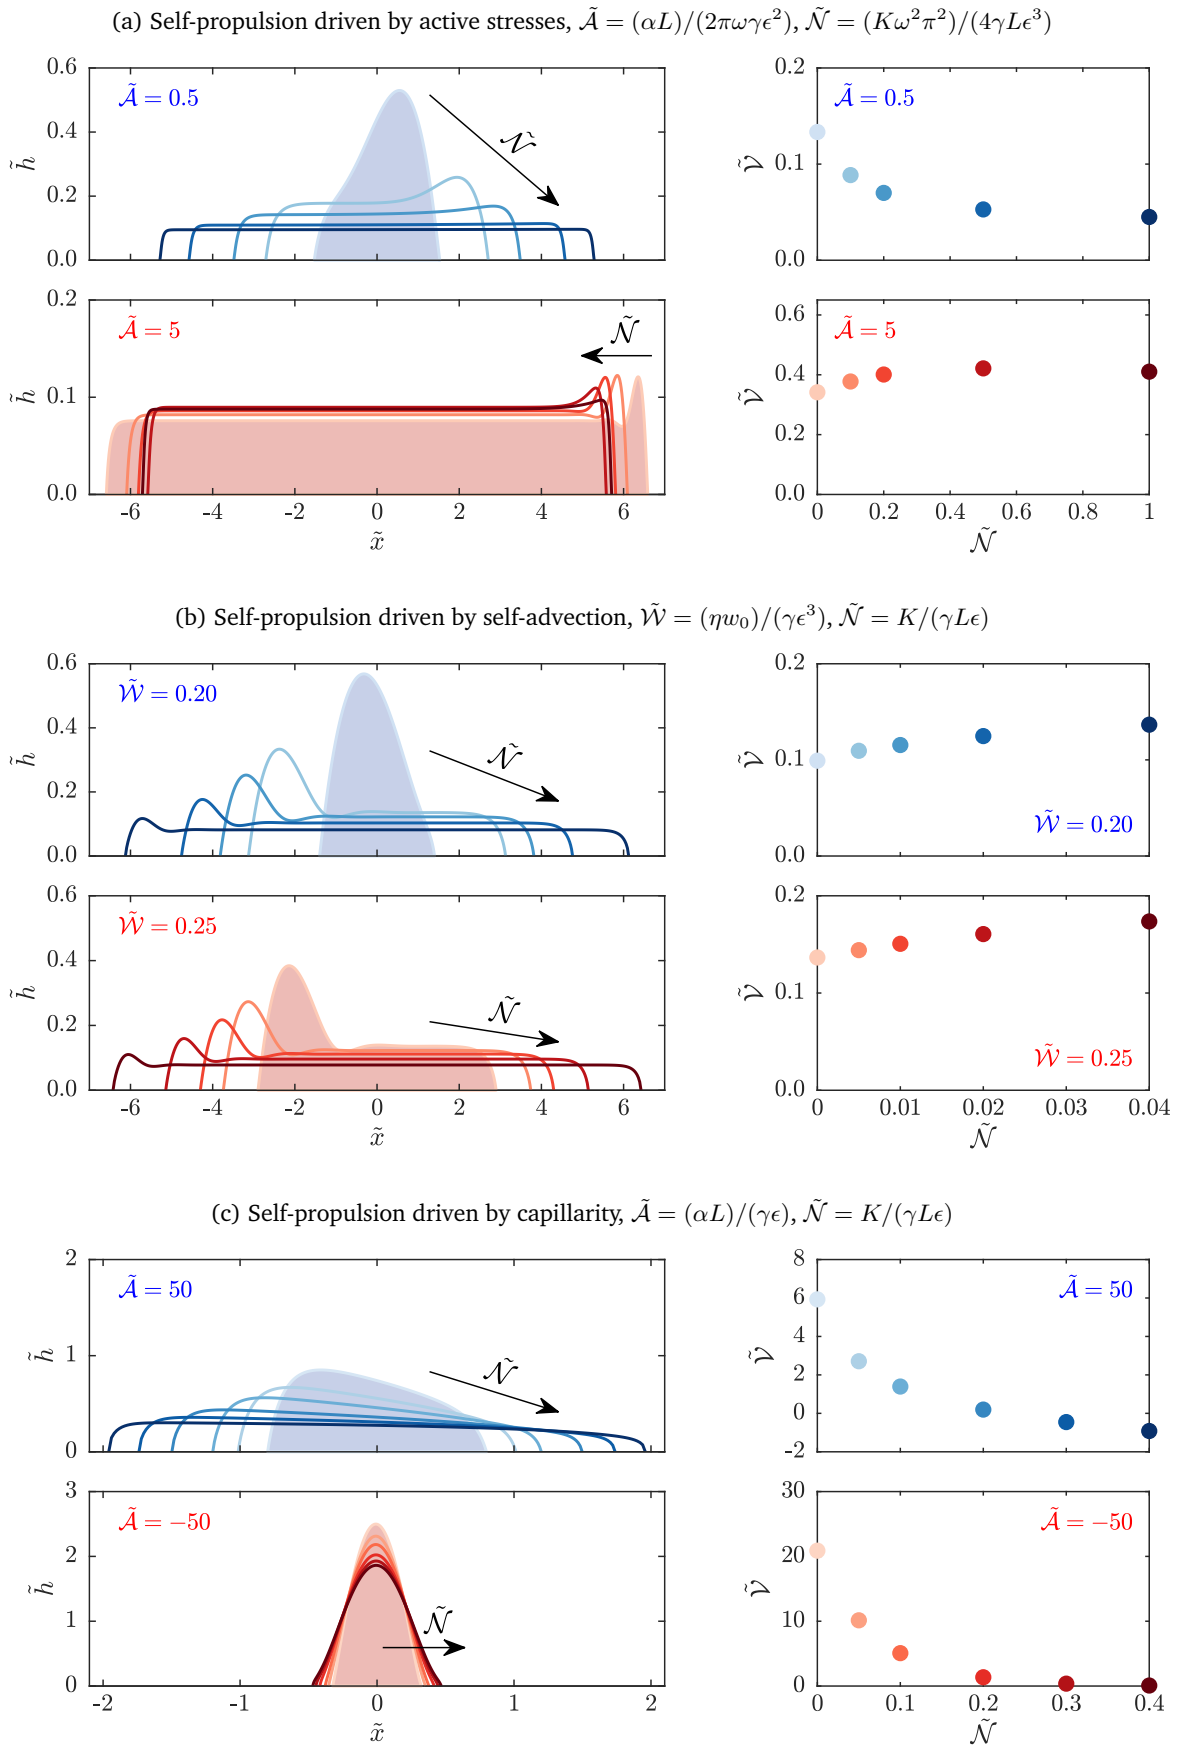 (a) Self-propulsion driven by active stresses, 𝒜̃ = (αL)/(2πωγϵ²), 𝒩̃ = (Kω²π²)/(4γLϵ³)
0.6
0.4
0.2
0.0
h̃
𝒜̃ = 0.5
𝒩̃
0.2
0.1
0.0
𝒱̃
𝒜̃ = 0.5
0.2
0.1
0.0
h̃
𝒜̃ = 5
𝒩̃
-6 -4 -2 0 2 4 6
x̃
0.6
0.4
0.2
0.0
𝒱̃
𝒜̃ = 5
0 0.2 0.4 0.6 0.8 1
𝒩̃
(b) Self-propulsion driven by self-advection, 𝒲̃ = (ηw₀)/(γϵ³), 𝒩̃ = K/(γLϵ)
0.6
0.4
0.2
0.0
h̃
𝒲̃ = 0.20
𝒩̃
0.2
0.1
0.0
𝒱̃
𝒲̃ = 0.20
0.6
0.4
0.2
0.0
h̃
𝒲̃ = 0.25
𝒩̃
-6 -4 -2 0 2 4 6
x̃
0.2
0.1
0.0
𝒱̃
𝒲̃ = 0.25
0 0.01 0.02 0.03 0.04
𝒩̃
(c) Self-propulsion driven by capillarity, 𝒜̃ = (αL)/(γϵ), 𝒩̃ = K/(γLϵ)
2
1
0
h̃
𝒜̃ = 50
𝒩̃
8
6
4
2
0
-2
𝒱̃
𝒜̃ = 50
3
2
1
0
h̃
𝒜̃ = −50
𝒩̃
-2 -1 0 1 2
x̃
30
20
10
0
𝒱̃
𝒜̃ = −50
0 0.1 0.2 0.3 0.4
𝒩̃